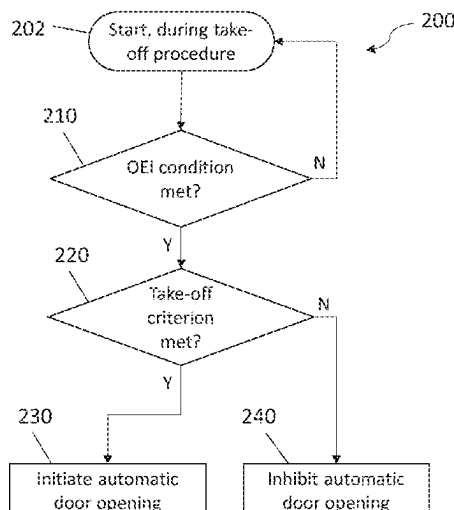 202
Start, during take-
off procedure
200
210
OEI condition
met?
N
Y
220
Take-off
criterion
met?
N
Y
230
240
Initiate automatic
door opening
Inhibit automatic
door opening